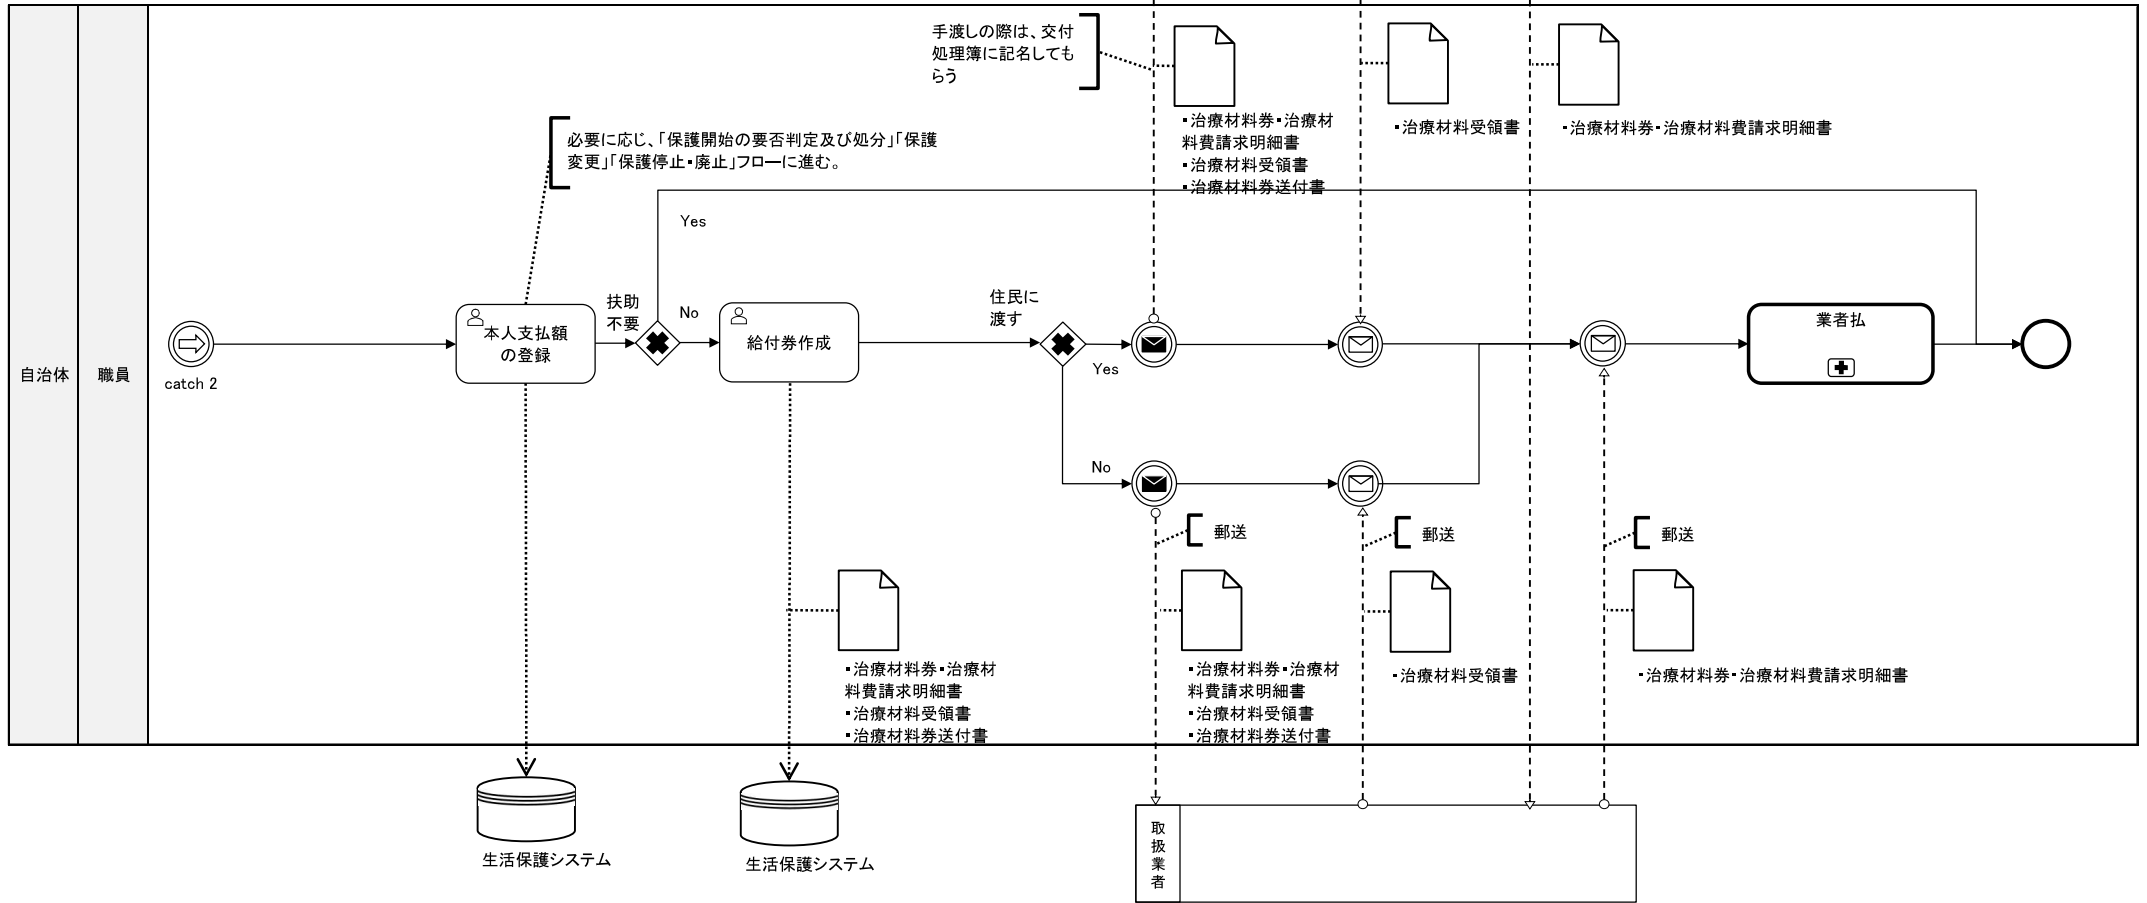 手渡しの際は、交付
処理簿に記名しても
らう
・治療材料券・治療材
料費請求明細書
・治療材料受領書
・治療材料券送付書
・治療材料受領書
・治療材料券・治療材料費請求明細書
必要に応じ、「保護開始の要否判定及び処分」「保護
変更」「保護停止・廃止」フローに進む。
自治体
職員
catch 2
本人支払額
の登録
扶助
不要
Yes
No
給付券作成
住民に
渡す
Yes
No
業者払
郵送
郵送
郵送
・治療材料券・治療材
料費請求明細書
・治療材料受領書
・治療材料券送付書
・治療材料券・治療材
料費請求明細書
・治療材料受領書
・治療材料券送付書
・治療材料受領書
・治療材料券・治療材料費請求明細書
生活保護システム
生活保護システム
取
扱
業
者